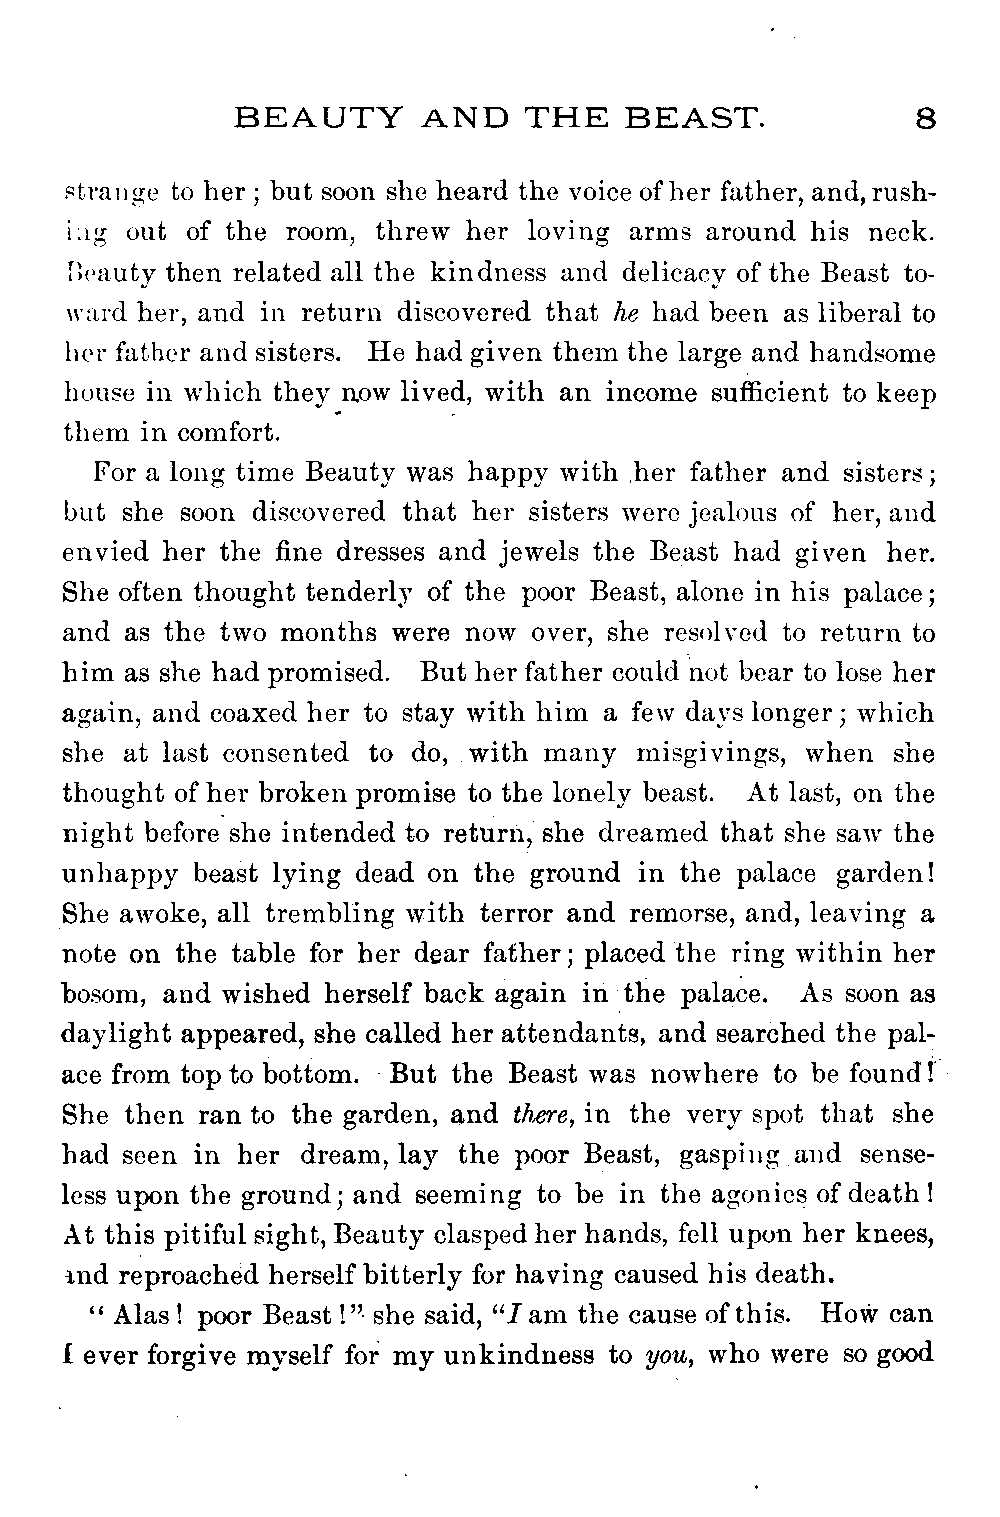 BEAUTY AND THE BEAST. 8
strange to her; but soon she heard the voice of her father, and, rush-
ing out of the room, threw her loving arms around his neck.
Beauty then related all the kindness and delicacy of the Beast to-
ward her, and in return discovered that he had been as liberal to
her father and sisters. He had given them the large and handsome
house in which they now lived, with an income sufficient to keep
them in comfort.
For a long time Beauty was happy with her father and sisters;
but she soon discovered that her sisters were jealous of her, and
envied her the fine dresses and jewels the Beast had given her.
She often thought tenderly of the poor Beast, alone in his palace;
and as the two months were now over, she resolved to return to
him as she had promised. But her father could not bear to lose her
again, and coaxed her to stay with him a few days longer; which
she at last consented to do, with many misgivings, when she
thought of her broken promise to the lonely beast. At last, on the
night before she intended to return, she dreamed that she saw the
unhappy beast lying dead on the ground in the palace garden!
She awoke, all trembling with terror and remorse, and, leaving a
note on the table for her dear father; placed the ring within her
bosom, and wished herself back again in the palace. As soon as
daylight appeared, she called her attendants, and searched the pal-
ace from top to bottom. But the Beast was nowhere to be found!
She then ran to the garden, and there, in the very spot that she
had seen in her dream, lay the poor Beast, gasping and sense-
less upon the ground; and seeming to be in the agonies of death!
At this pitiful sight, Beauty clasped her hands, fell upon her knees,
and reproached herself bitterly for having caused his death.
"Alas! poor Beast!" she said, "I am the cause of this. How can
I ever forgive myself for my unkindness to you, who were so good